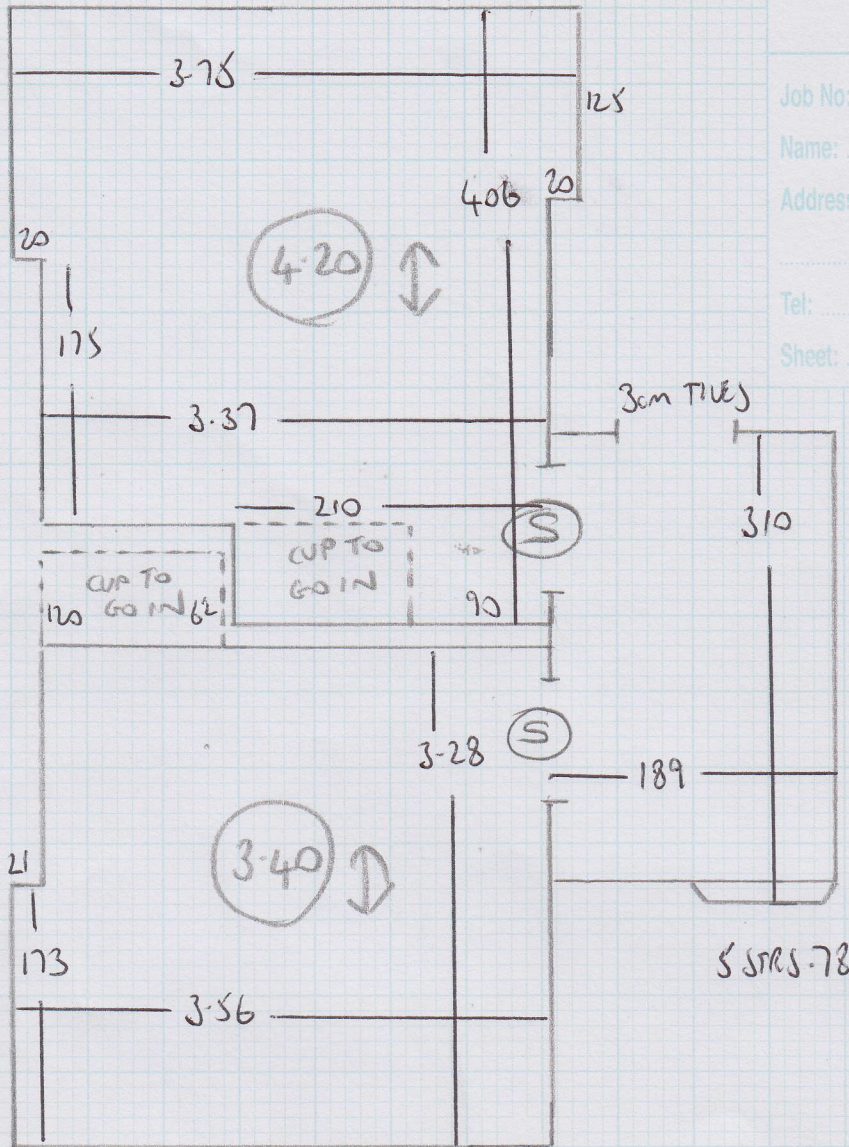 3.75
125
Job No:
Name:
406
20
Address
20
4.20
Tel:
175
Sheet:
3cm TILES
3.37
210
310
S
CUP TO
GO IN
CUP TO
GO IN
120
62
90
3.28
S
189
21
3.40
173
5 STRS.78
3.56